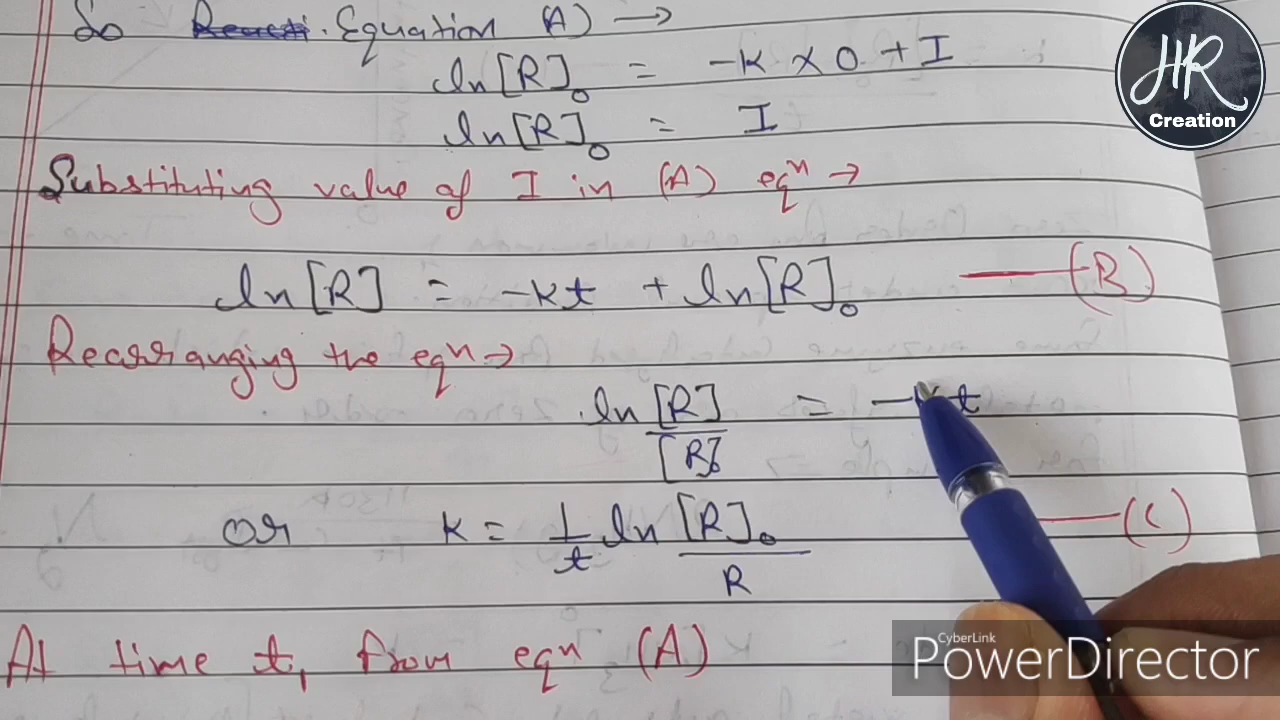 So Equation (A) →
ln[R]₀ = -K × 0 + I
ln[R]₀ = I
Substituting value of I in (A) eqⁿ →
ln[R] = -Kt + ln[R]₀ —(B)
Rearranging the eqⁿ →
ln [R]/[R]₀ = -Kt
or K = 1/t ln [R]₀/R —(C)
At time t₁ from eqⁿ (A)
HR
Creation
CyberLink
PowerDirector